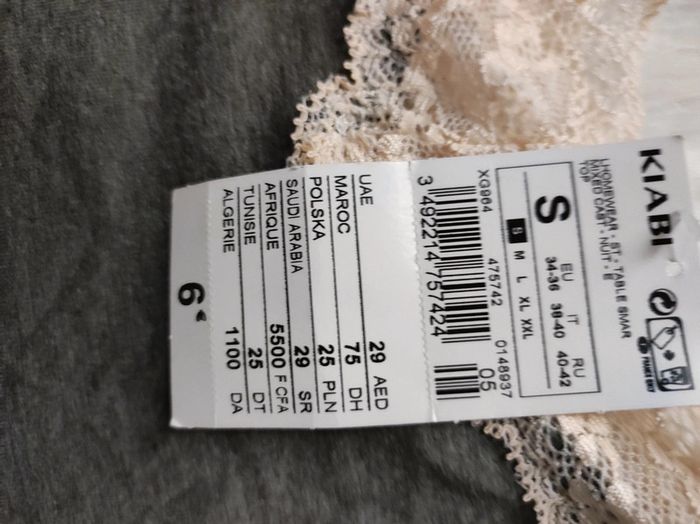 KIABI
LHOMEWEAR - ST - TABLE SMAR
MIXED CAST - NUIT - E
TOP
S
EU IT RU
34-36 38-40 40-42
S M L XL XXL
XG964 475742 0148937
3 492214 757424 05
UAE 29 AED
MAROC 75 DH
POLSKA 25 PLN
SAUDI ARABIA 29 SR
AFRIQUE 5500 F CFA
TUNISIE 25 DT
ALGERIE 1100 DA
6€